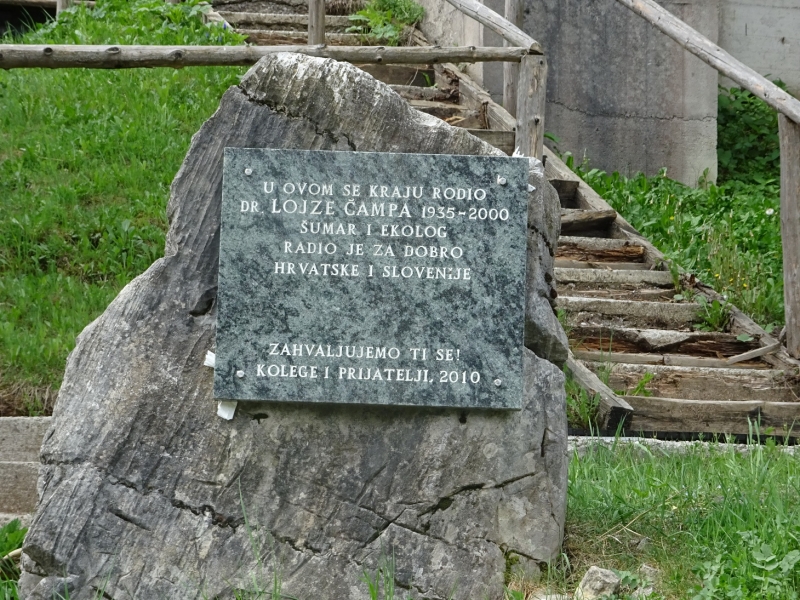 U OVOM SE KRAJU RODIO
DR. LOJZE ČAMPA 1935-2000
ŠUMAR I EKOLOG
RADIO JE ZA DOBRO
HRVATSKE I SLOVENIJE
ZAHVALJUJEMO TI SE!
KOLEGE I PRIJATELJI, 2010